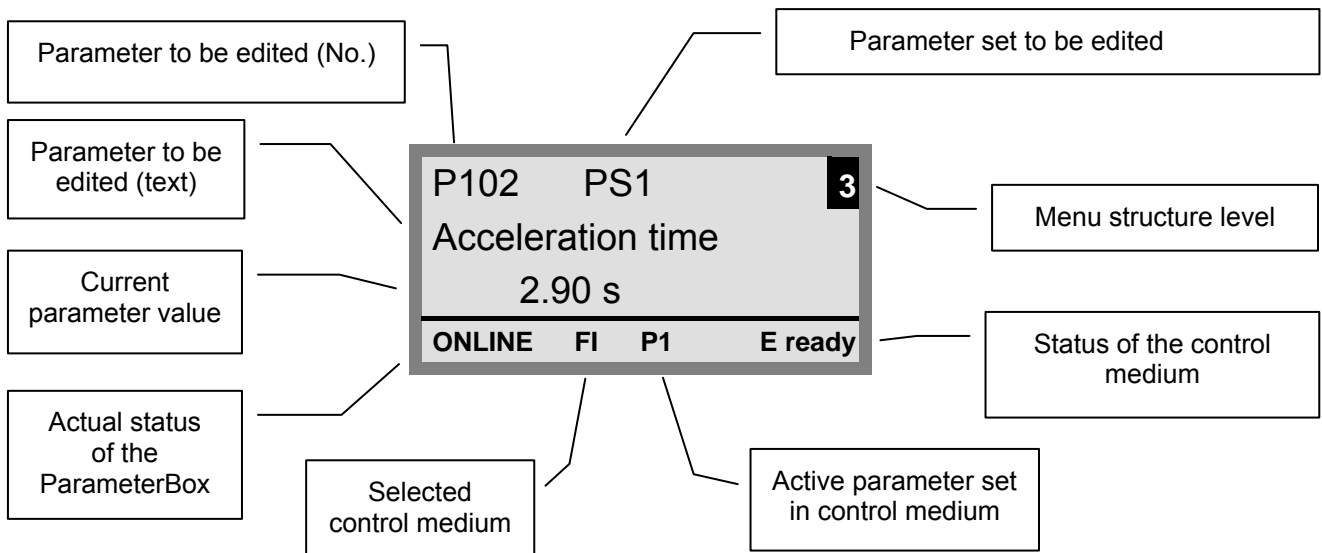 Parameter to be edited (No.)
Parameter set to be edited
Parameter to be
edited (text)
P102 PS1 3
Acceleration time
2.90 s
ONLINE FI P1 E ready
Menu structure level
Current
parameter value
Status of the control
medium
Actual status
of the
ParameterBox
Selected
control medium
Active parameter set
in control medium